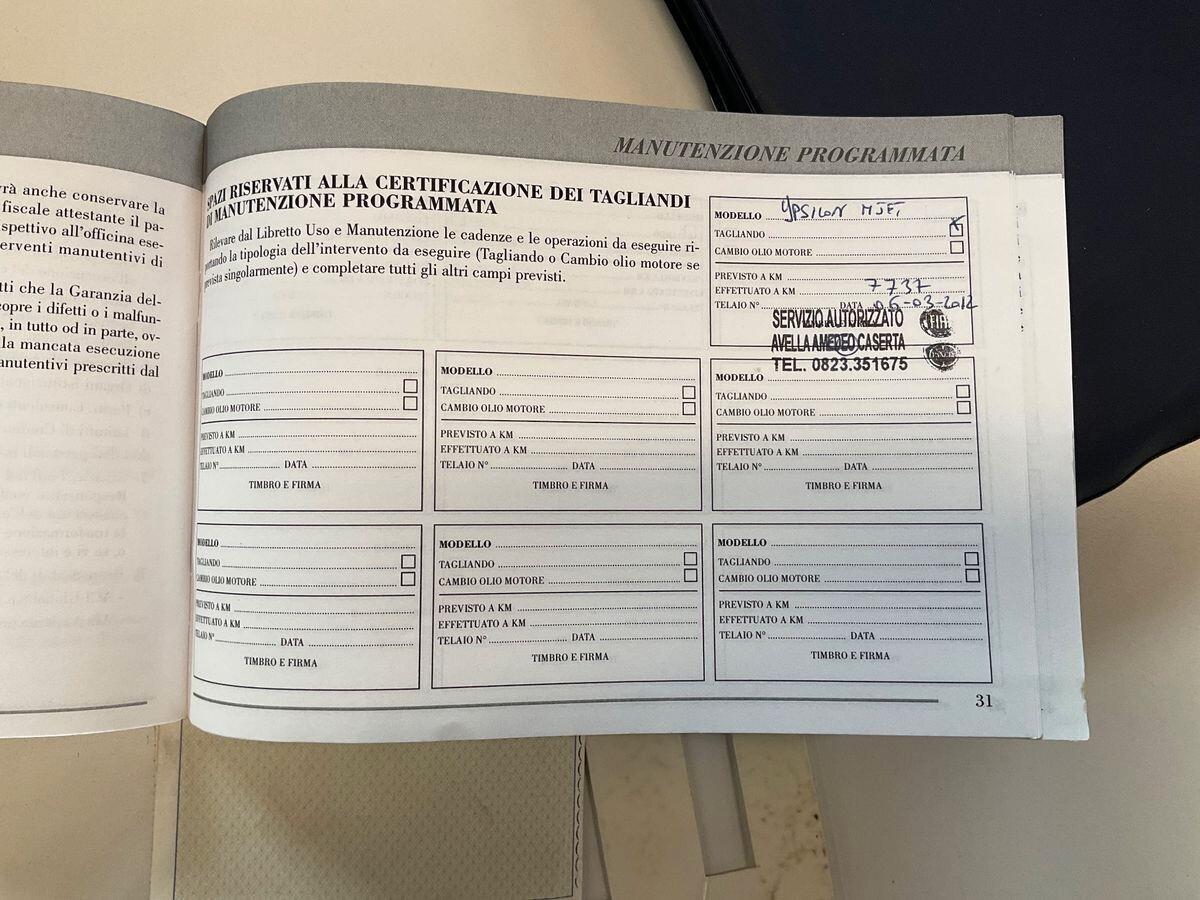 vrà anche conservare la
fiscale attestante il pa-
spettivo all'officina ese-
erventi manutentivi di
tti che la Garanzia del-
copre i difetti o i malfun-
, in tutto od in parte, ov-
la mancata esecuzione
anutentivi prescritti dal
MANUTENZIONE PROGRAMMATA
SPAZI RISERVATI ALLA CERTIFICAZIONE DEI TAGLIANDI
DI MANUTENZIONE PROGRAMMATA
Rilevare dal Libretto Uso e Manutenzione le cadenze e le operazioni da eseguire ri-
portando la tipologia dell'intervento da eseguire (Tagliando o Cambio olio motore se
prevista singolarmente) e completare tutti gli altri campi previsti.
MODELLO YPSILON MJET
TAGLIANDO X
CAMBIO OLIO MOTORE
PREVISTO A KM
EFFETTUATO A KM 7737
TELAIO N° DATA 06-03-2012
SERVIZIO AUTORIZZATO
AVELLA AMEDEO CASERTA
TEL. 0823.351675
MODELLO
TAGLIANDO
CAMBIO OLIO MOTORE
PREVISTO A KM
EFFETTUATO A KM
TELAIO N° DATA
TIMBRO E FIRMA
MODELLO
TAGLIANDO
CAMBIO OLIO MOTORE
PREVISTO A KM
EFFETTUATO A KM
TELAIO N° DATA
TIMBRO E FIRMA
MODELLO
TAGLIANDO
CAMBIO OLIO MOTORE
PREVISTO A KM
EFFETTUATO A KM
TELAIO N° DATA
TIMBRO E FIRMA
MODELLO
TAGLIANDO
CAMBIO OLIO MOTORE
PREVISTO A KM
EFFETTUATO A KM
TELAIO N° DATA
TIMBRO E FIRMA
MODELLO
TAGLIANDO
CAMBIO OLIO MOTORE
PREVISTO A KM
EFFETTUATO A KM
TELAIO N° DATA
TIMBRO E FIRMA
MODELLO
TAGLIANDO
CAMBIO OLIO MOTORE
PREVISTO A KM
EFFETTUATO A KM
TELAIO N° DATA
TIMBRO E FIRMA
31